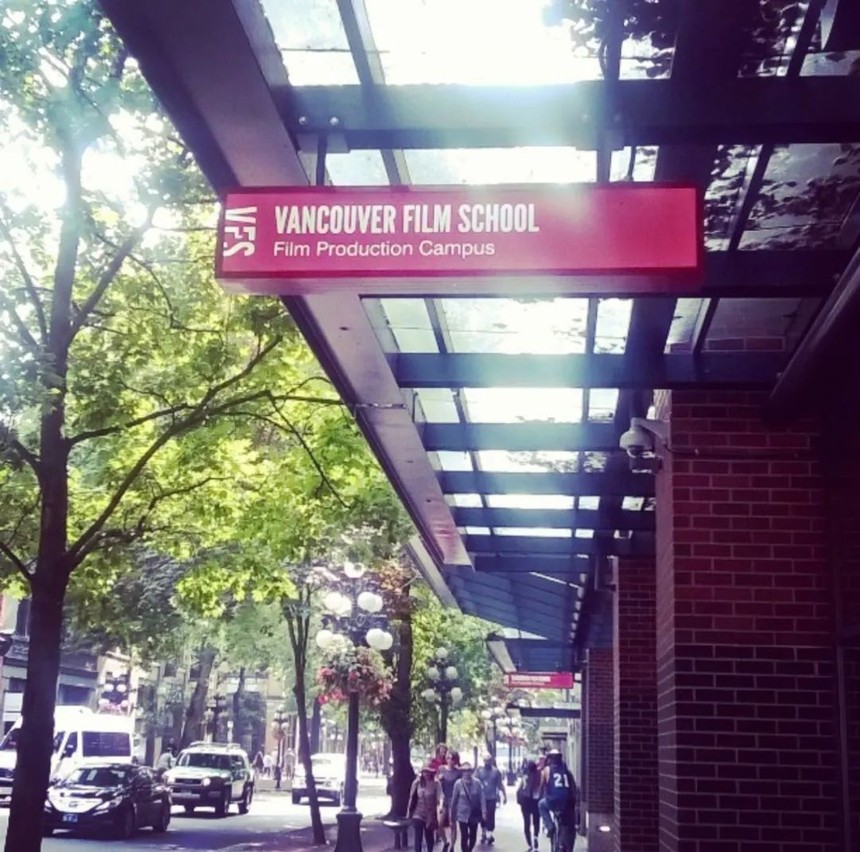 VFS
VANCOUVER FILM SCHOOL
Film Production Campus
21